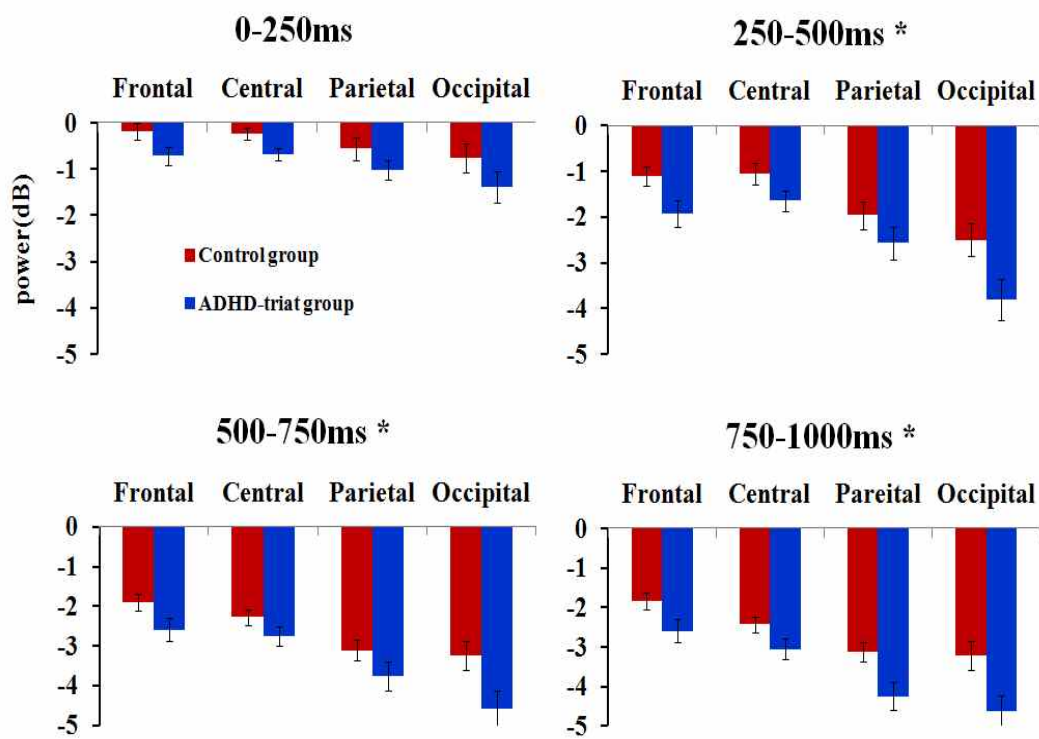 0-250ms
Frontal Central Parietal Occipital
0
-1
-2
-3
-4
-5
power(dB)
Control group
ADHD-triat group
250-500ms *
Frontal Central Parietal Occipital
0
-1
-2
-3
-4
-5
500-750ms *
Frontal Central Parietal Occipital
0
-1
-2
-3
-4
-5
750-1000ms *
Frontal Central Pareital Occipital
0
-1
-2
-3
-4
-5